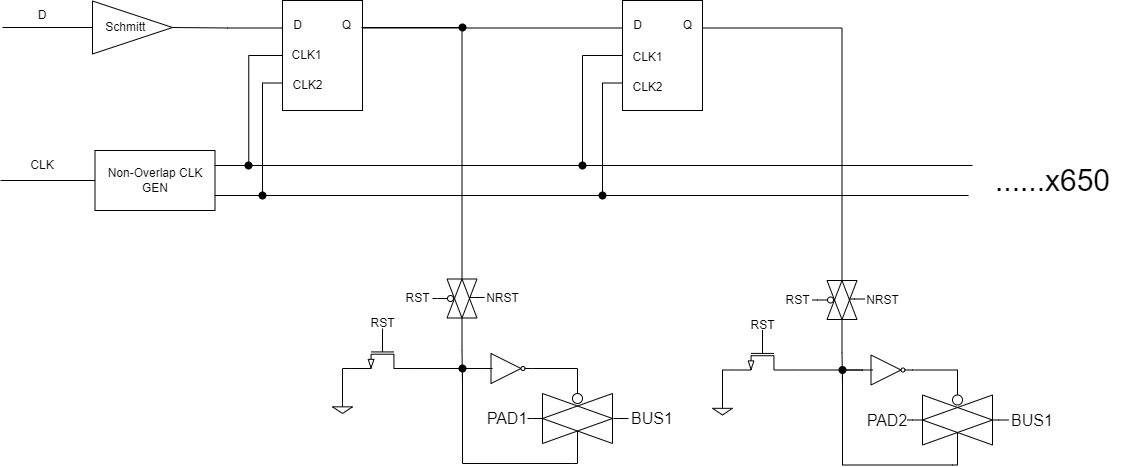 D
Schmitt
D Q
CLK1
CLK2
D Q
CLK1
CLK2
CLK
Non-Overlap CLK
GEN
......x650
RST NRST
RST NRST
RST
RST
PAD1 BUS1
PAD2 BUS1